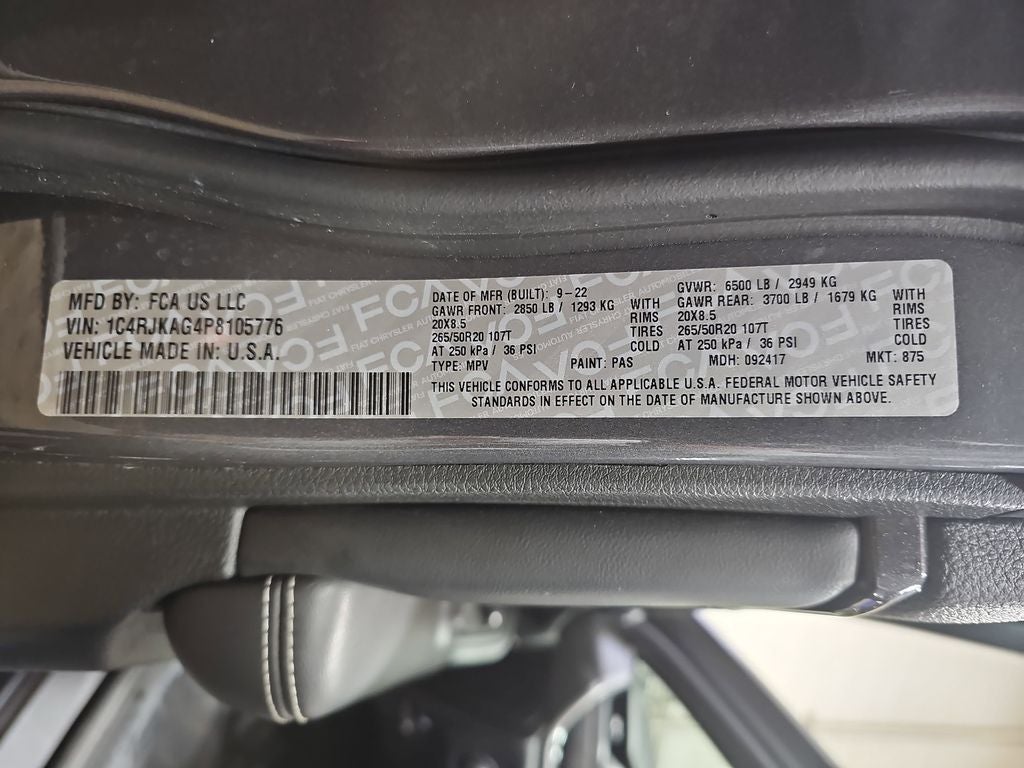 MFD BY: FCA US LLC
VIN: 1C4RJKAG4P8105776
VEHICLE MADE IN: U.S.A.
DATE OF MFR (BUILT): 9-22
GAWR FRONT: 2850 LB / 1293 KG WITH
20X8.5 RIMS
265/50R20 107T TIRES
AT 250 kPa / 36 PSI COLD
TYPE: MPV PAINT: PAS
GVWR: 6500 LB / 2949 KG
GAWR REAR: 3700 LB / 1679 KG WITH
20X8.5 RIMS
265/50R20 107T TIRES
AT 250 kPa / 36 PSI COLD
MDH: 092417 MKT: 875
THIS VEHICLE CONFORMS TO ALL APPLICABLE U.S.A. FEDERAL MOTOR VEHICLE SAFETY
STANDARDS IN EFFECT ON THE DATE OF MANUFACTURE SHOWN ABOVE.